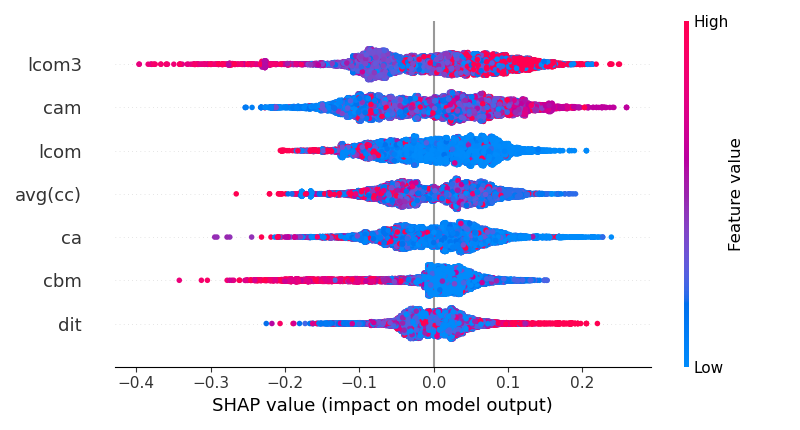 High
lcom3
cam
lcom
avg(cc)
ca
cbm
dit
Feature value
Low
−0.4 −0.3 −0.2 −0.1 0.0 0.1 0.2
SHAP value (impact on model output)